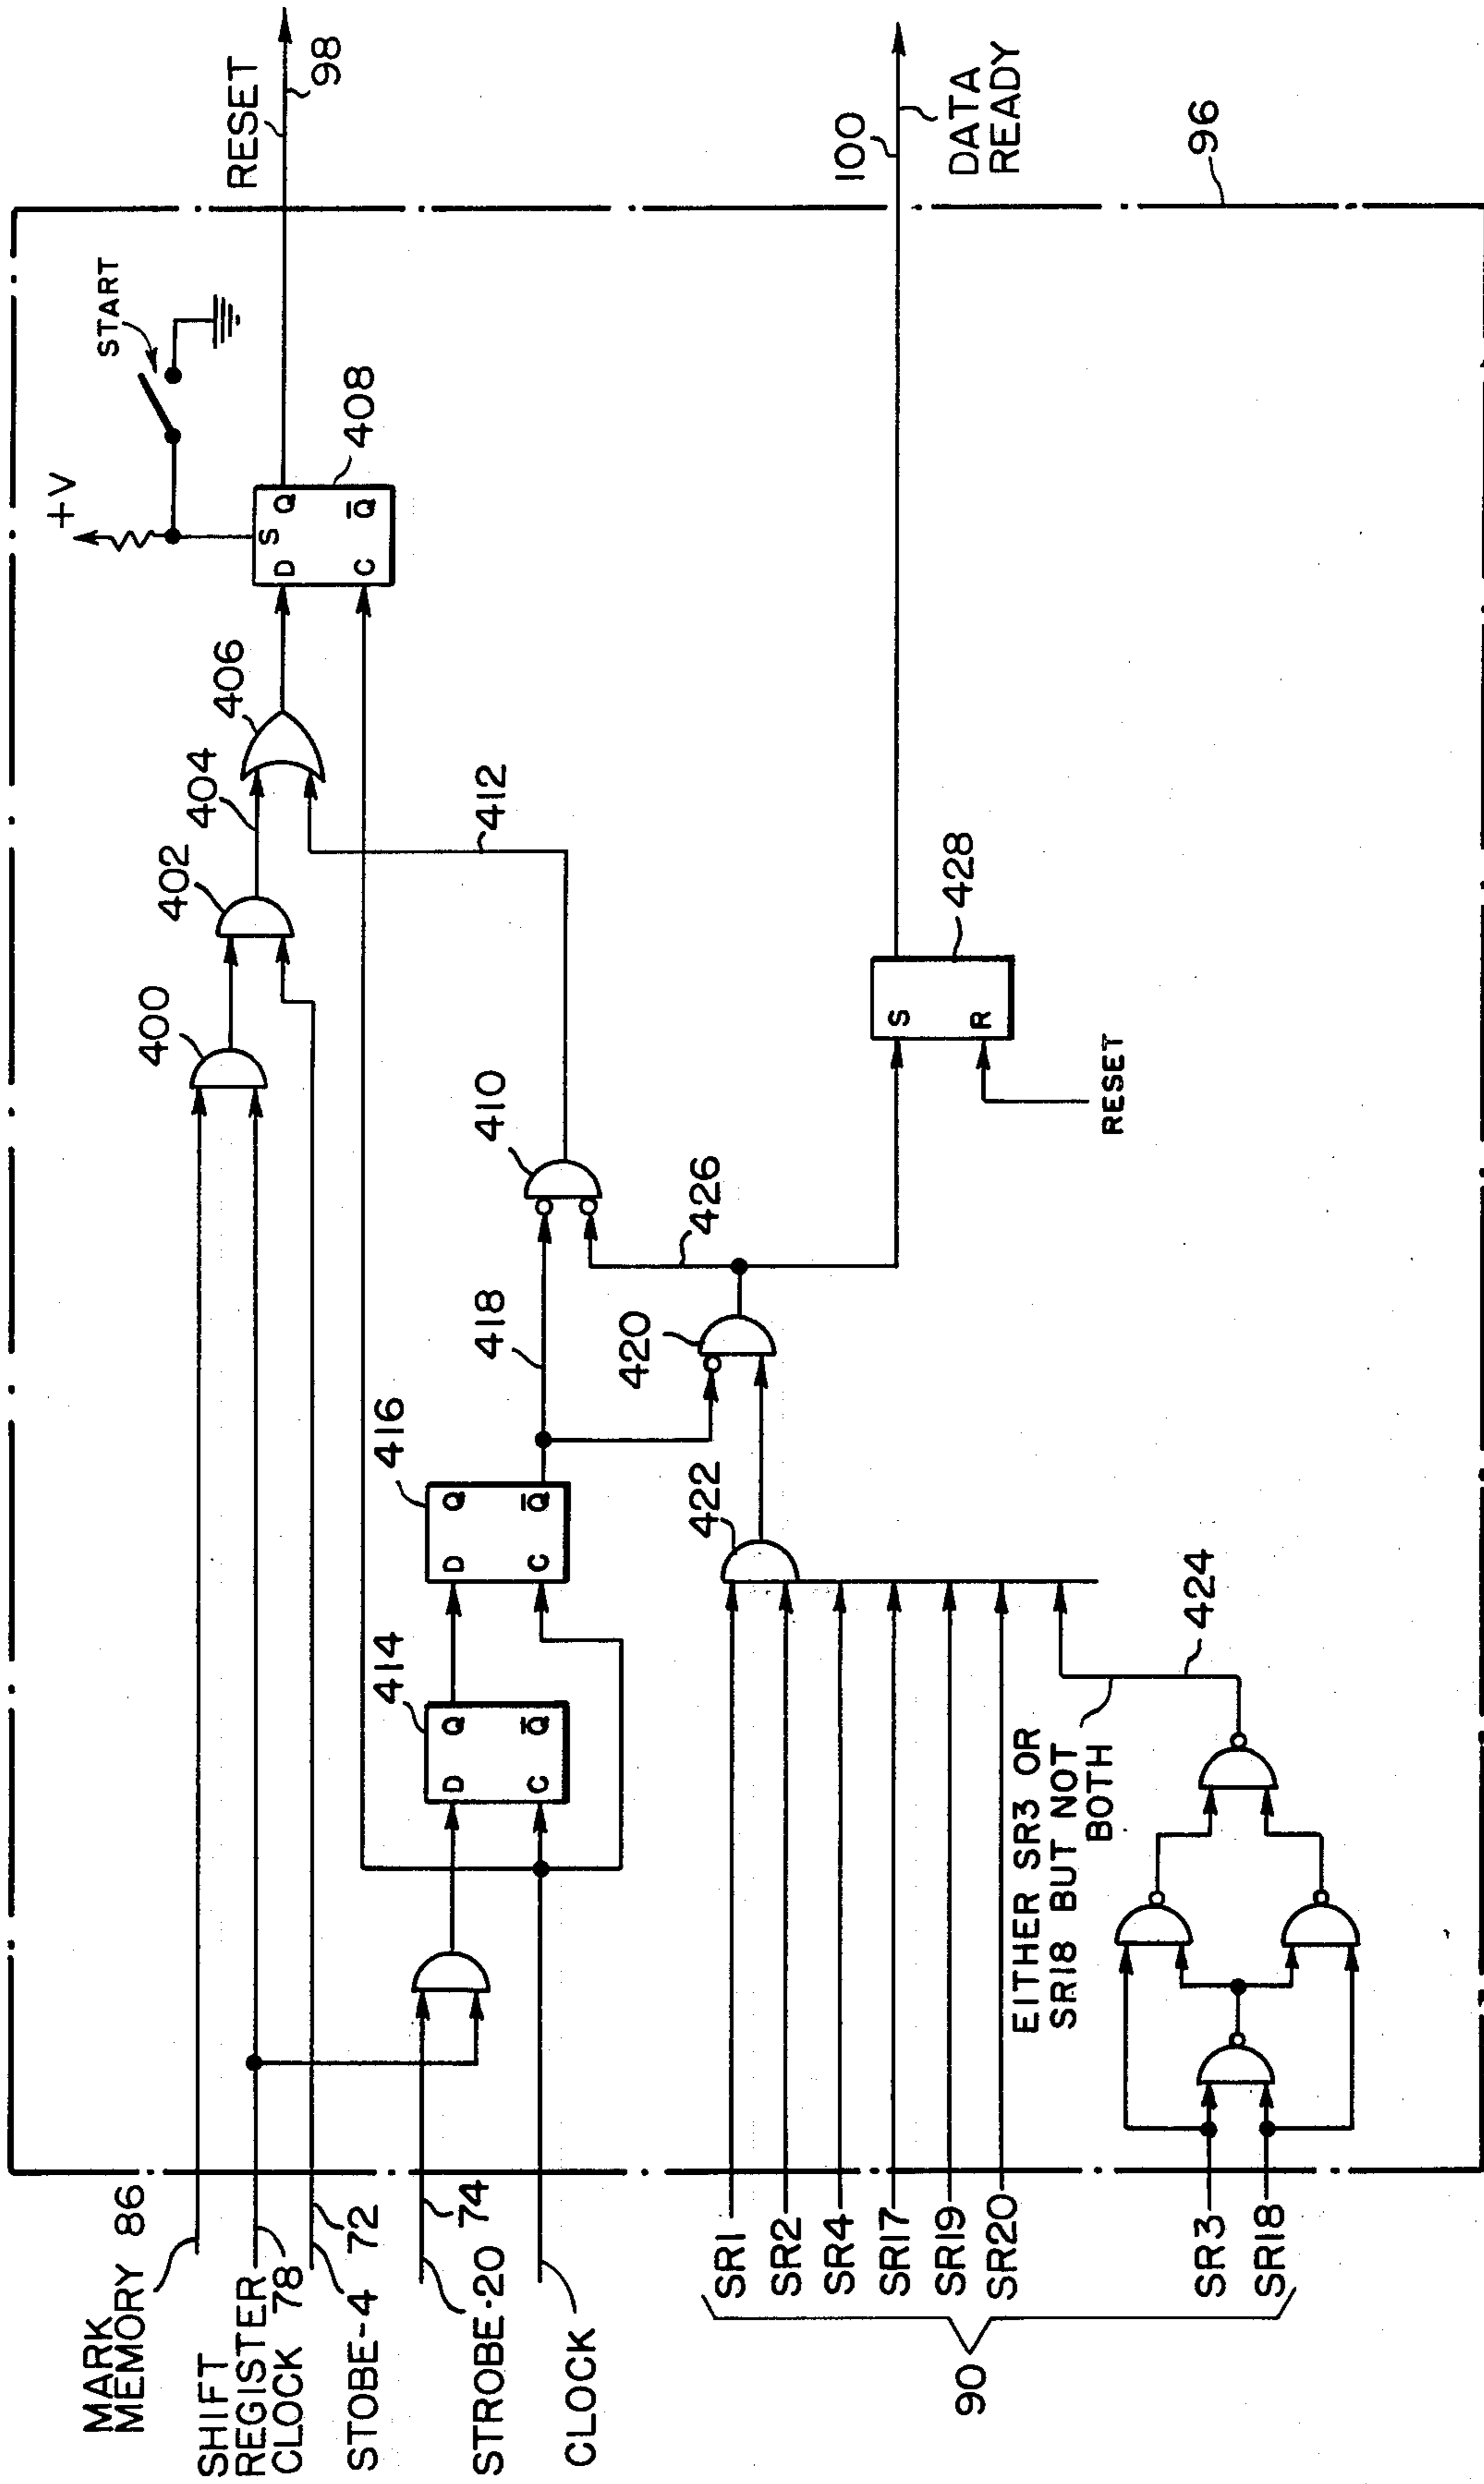 MARK
MEMORY 86
SHIFT
REGISTER
CLOCK 78
STOBE-4 72
STROBE-20 74
CLOCK
SR1
SR2
SR4
SR17
SR19
SR20
SR3
SR18
90
EITHER SR3 OR
SR18 BUT NOT
BOTH
424
414
D Q
C Q̅
416
D Q
C Q̅
418
422
420
426
410
412
400
402
404
406
408
S
D Q
C Q̅
+V
START
RESET
98
428
S
R
RESET
100
DATA
READY
96